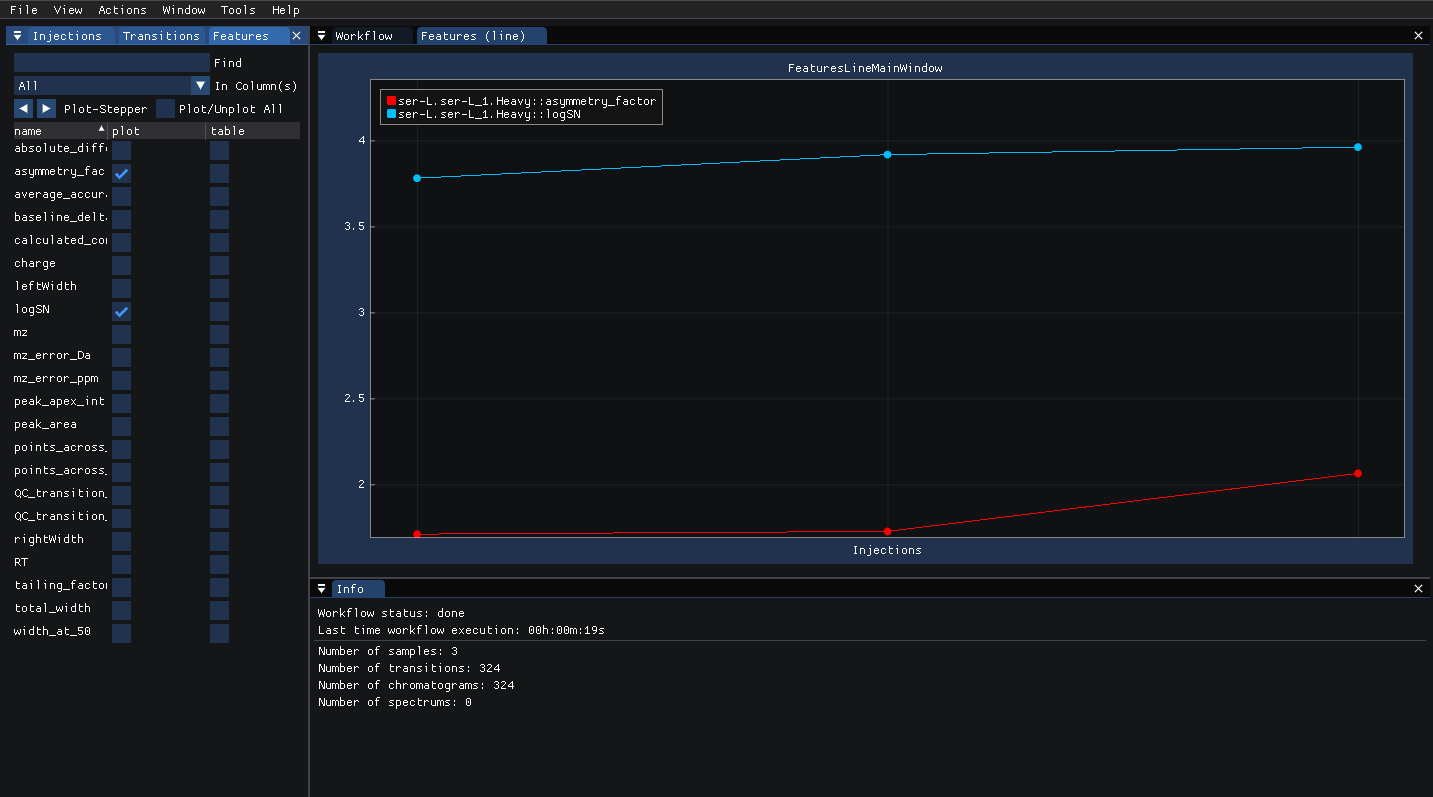 File View Actions Window Tools Help
Injections Transitions Features
Find
All In Column(s)
Plot-Stepper Plot/Unplot All
name plot table
absolute_diff
asymmetry_fac
average_accur
baseline_delt
calculated_co
charge
leftWidth
logSN
mz
mz_error_Da
mz_error_ppm
peak_apex_int
peak_area
points_across_
points_across_
QC_transition_
QC_transition_
rightWidth
RT
tailing_facto
total_width
width_at_50
Workflow Features (line)
FeaturesLineMainWindow
ser-L.ser-L_1.Heavy::asymmetry_factor
ser-L.ser-L_1.Heavy::logSN
4
3.5
3
2.5
2
Injections
Info
Workflow status: done
Last time workflow execution: 00h:00m:19s
Number of samples: 3
Number of transitions: 324
Number of chromatograms: 324
Number of spectrums: 0